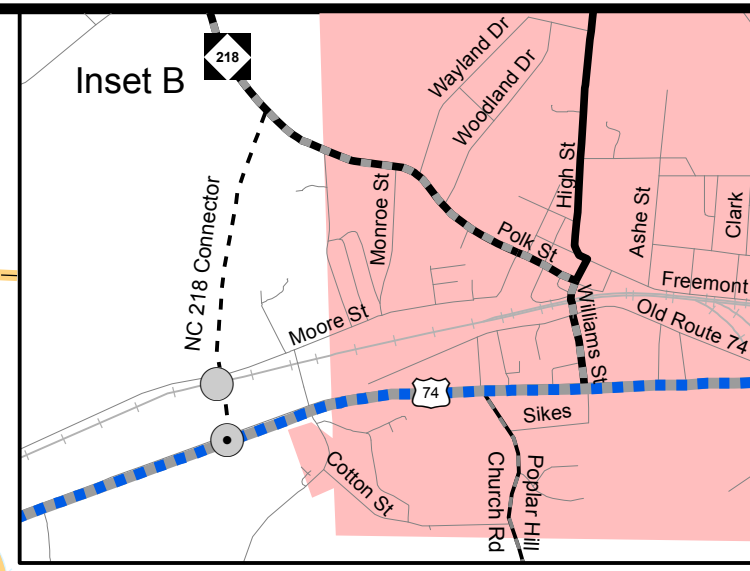 218
Inset B
Wayland Dr
Woodland Dr
High St
Ashe St
Clark
Monroe St
Polk St
NC 218 Connector
Freemont
Williams St
Old Route 74
Moore St
74
Sikes
Cotton St
Poplar Hill
Church Rd